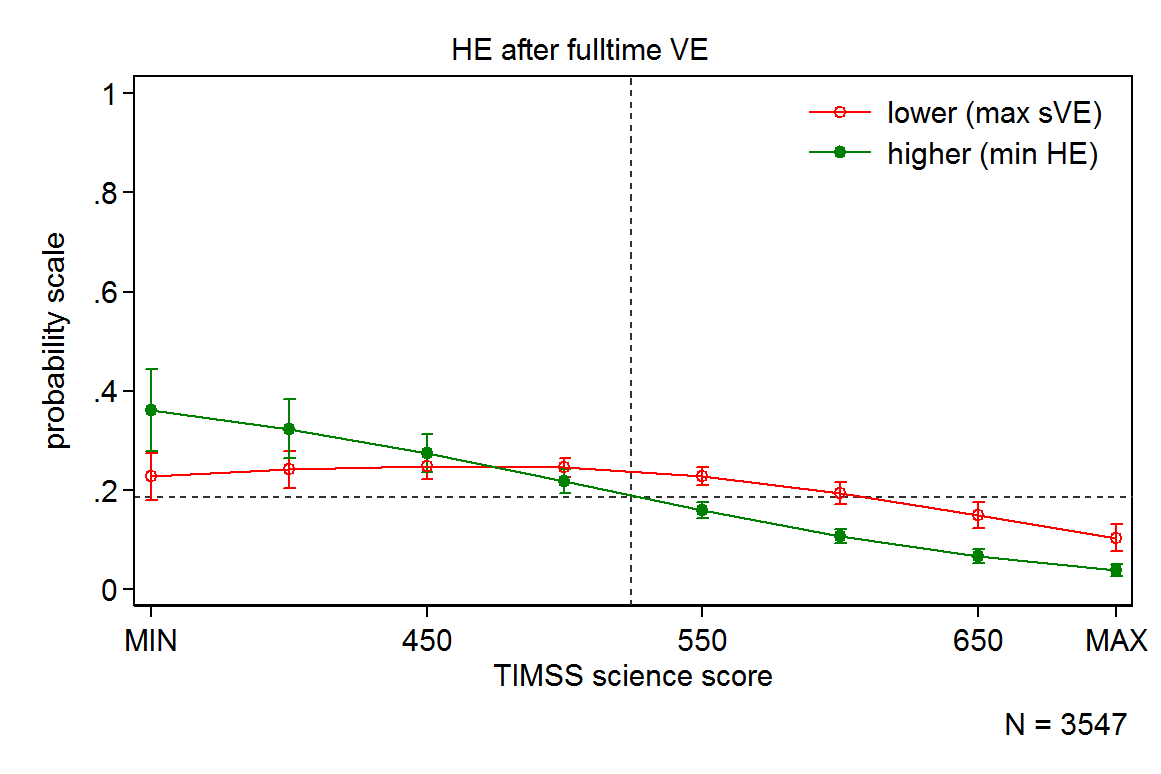 HE after fulltime VE
lower (max sVE)
higher (min HE)
probability scale
1
.8
.6
.4
.2
0
MIN
450
550
650
MAX
TIMSS science score
N = 3547